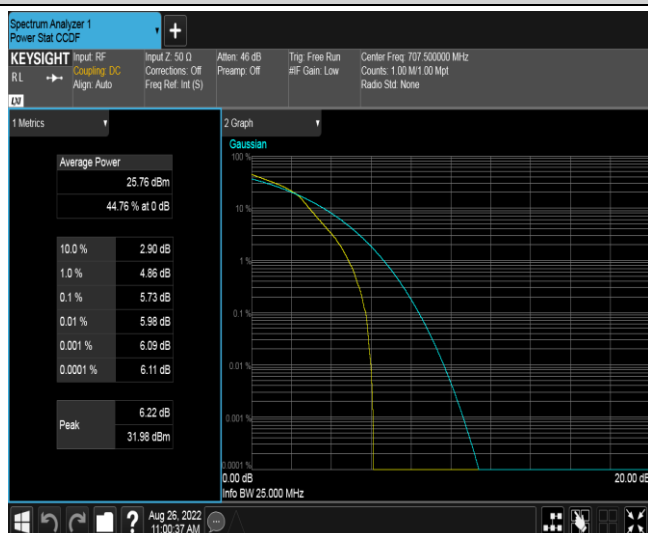 Spectrum Analyzer 1
Power Stat CCDF
+
KEYSIGHT
Input: RF
Input Z: 50 Ω
Atten: 46 dB
Trig: Free Run
Center Freq: 707.500000 MHz
RL
Coupling: DC
Corrections: Off
Preamp: Off
#IF Gain: Low
Counts: 1.00 M/1.00 Mpt
Align: Auto
Freq Ref: Int (S)
Radio Std: None
LXI
1 Metrics
2 Graph
Average Power
25.76 dBm
44.76 % at 0 dB
10.0 % 2.90 dB
1.0 % 4.86 dB
0.1 % 5.73 dB
0.01 % 5.98 dB
0.001 % 6.09 dB
0.0001 % 6.11 dB
Peak
6.22 dB
31.98 dBm
Gaussian
100 %
10 %
1 %
0.1 %
0.01 %
0.001 %
0.0001 %
0.00 dB
20.00 dB
Info BW 25.000 MHz
?
Aug 26, 2022
11:00:37 AM